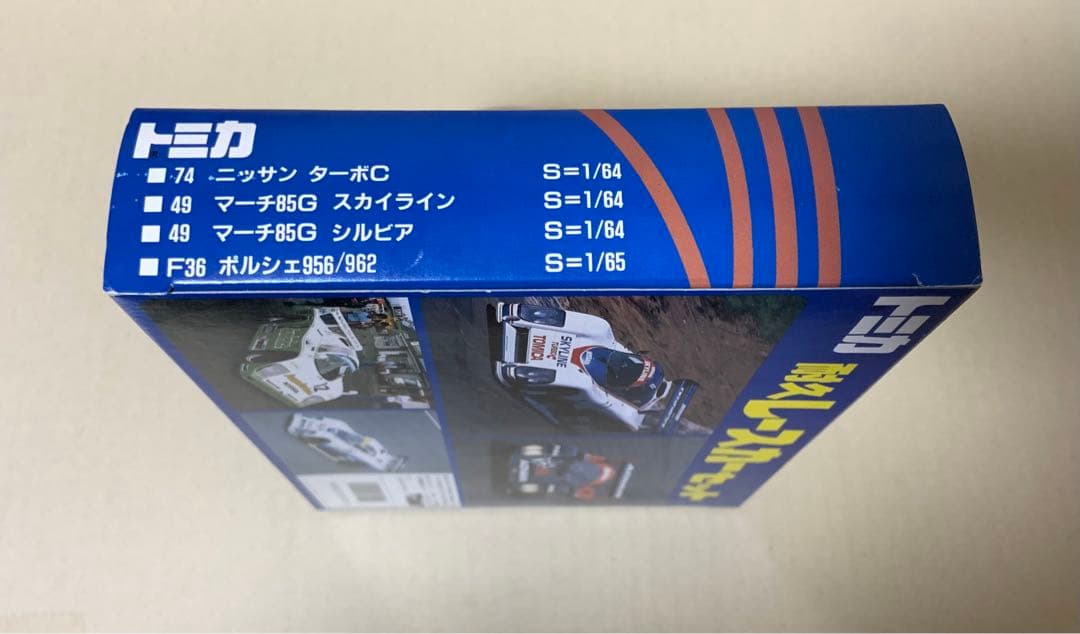 トミカ
74 ニッサン ターボC S=1/64
49 マーチ85G スカイライン S=1/64
49 マーチ85G シルビア S=1/64
F36 ポルシェ956/962 S=1/65
トミカ
耐久レースカーセット
SKYLINE
TURBO C
TOMICA